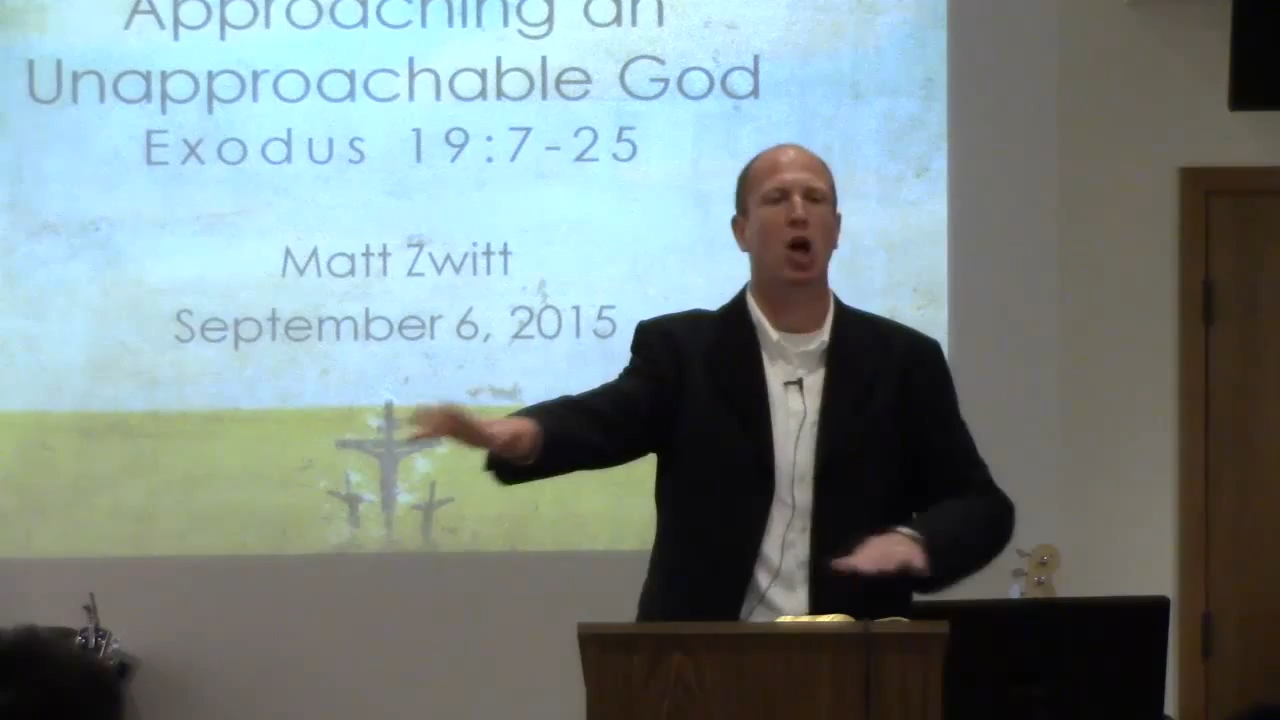 Approaching an
Unapproachable God
Exodus 19:7-25
Matt Zwitt
September 6, 2015